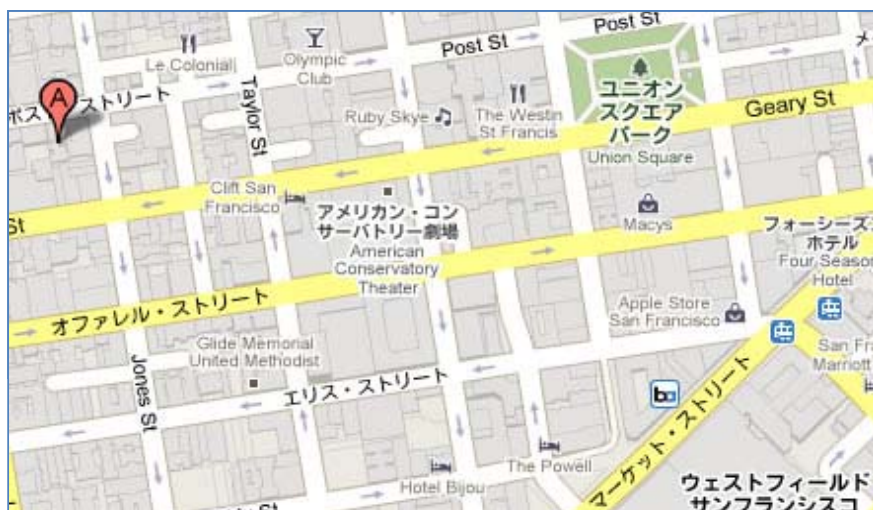 Post St
メ
Le Colonial
Olympic
Club
A
ポス ストリート
Taylor St
Ruby Skye
The Westin
St Francis
ユニオン
スクエア
パーク
Union Square
Geary St
Clift San
Francisco
St
アメリカン・コン
サーバトリー劇場
American
Conservatory
Theater
Macys
フォーシーズンズ
ホテル
Four Season
Hotel
オファレル・ストリート
Apple Store
San Francisco
Glide Memorial
United Methodist
Jones St
エリス・ストリート
San Fra
Marriott
マーケット・ストリート
The Powell
Hotel Bijou
ウェストフィールド
サンフランシスコ
St